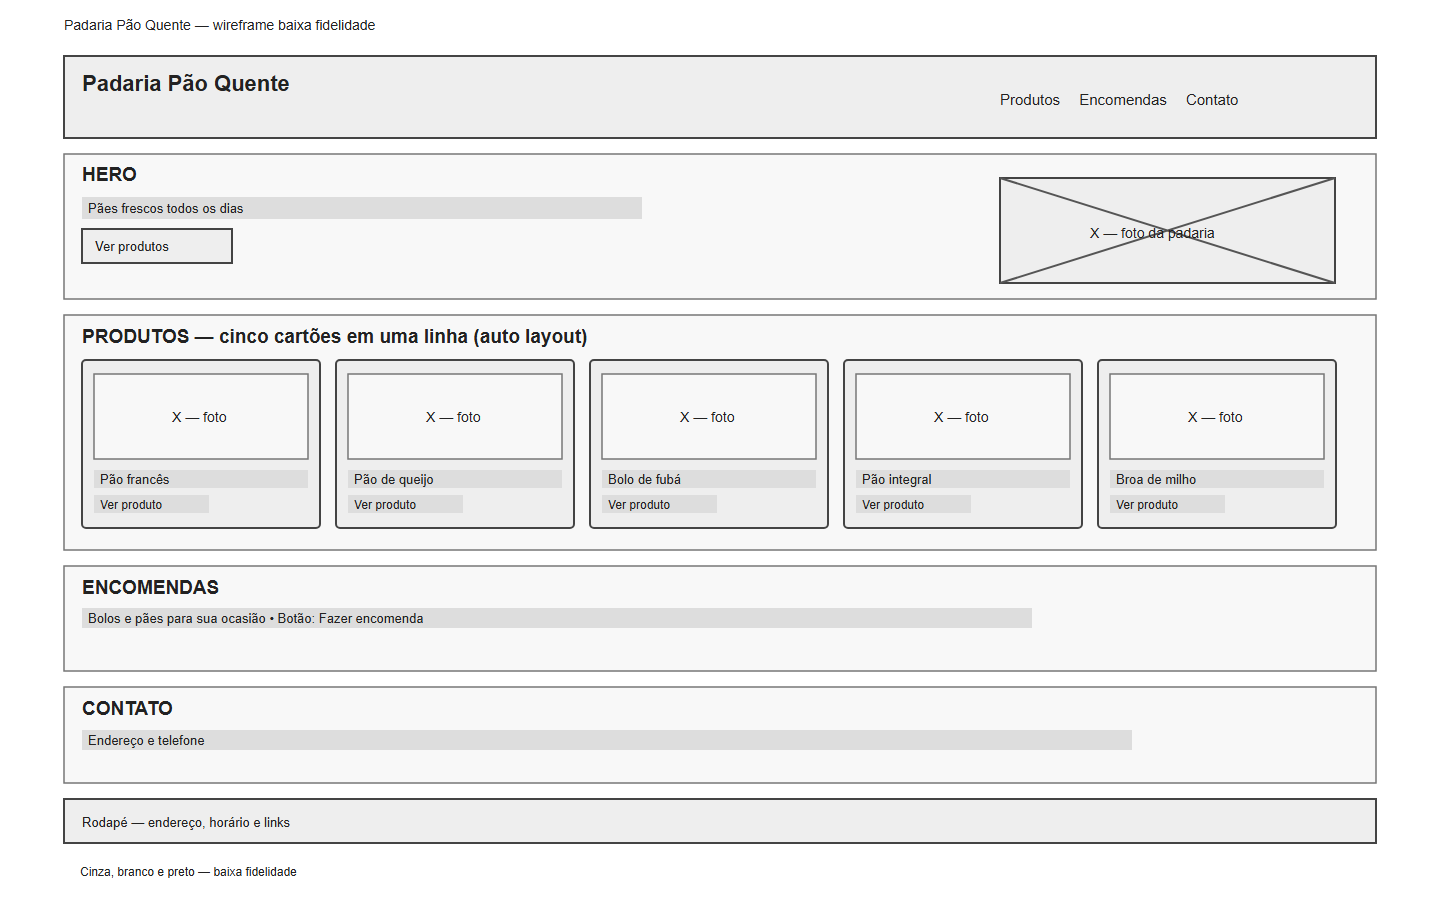 Padaria Pão Quente — wireframe baixa fidelidade
Padaria Pão Quente
Produtos Encomendas Contato
HERO
Pães frescos todos os dias
Ver produtos
X — foto da padaria
PRODUTOS — cinco cartões em uma linha (auto layout)
X — foto
Pão francês
Ver produto
X — foto
Pão de queijo
Ver produto
X — foto
Bolo de fubá
Ver produto
X — foto
Pão integral
Ver produto
X — foto
Broa de milho
Ver produto
ENCOMENDAS
Bolos e pães para sua ocasião • Botão: Fazer encomenda
CONTATO
Endereço e telefone
Rodapé — endereço, horário e links
Cinza, branco e preto — baixa fidelidade